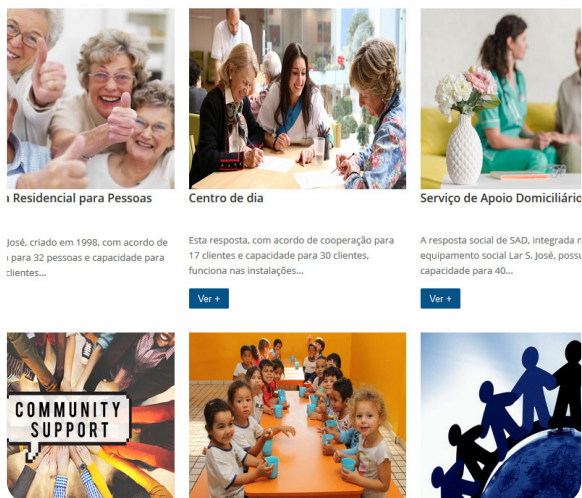 Residencial para Pessoas
Centro de dia
Serviço de Apoio Domiciliário
José, criado em 1998, com acordo de
para 32 pessoas e capacidade para
clientes...
Esta resposta, com acordo de cooperação para
17 clientes e capacidade para 30 clientes,
funciona nas instalações...
Ver +
A resposta social de SAD, integrada
equipamento social Lar S. José,
capacidade para 40...
Ver +
COMMUNITY
SUPPORT